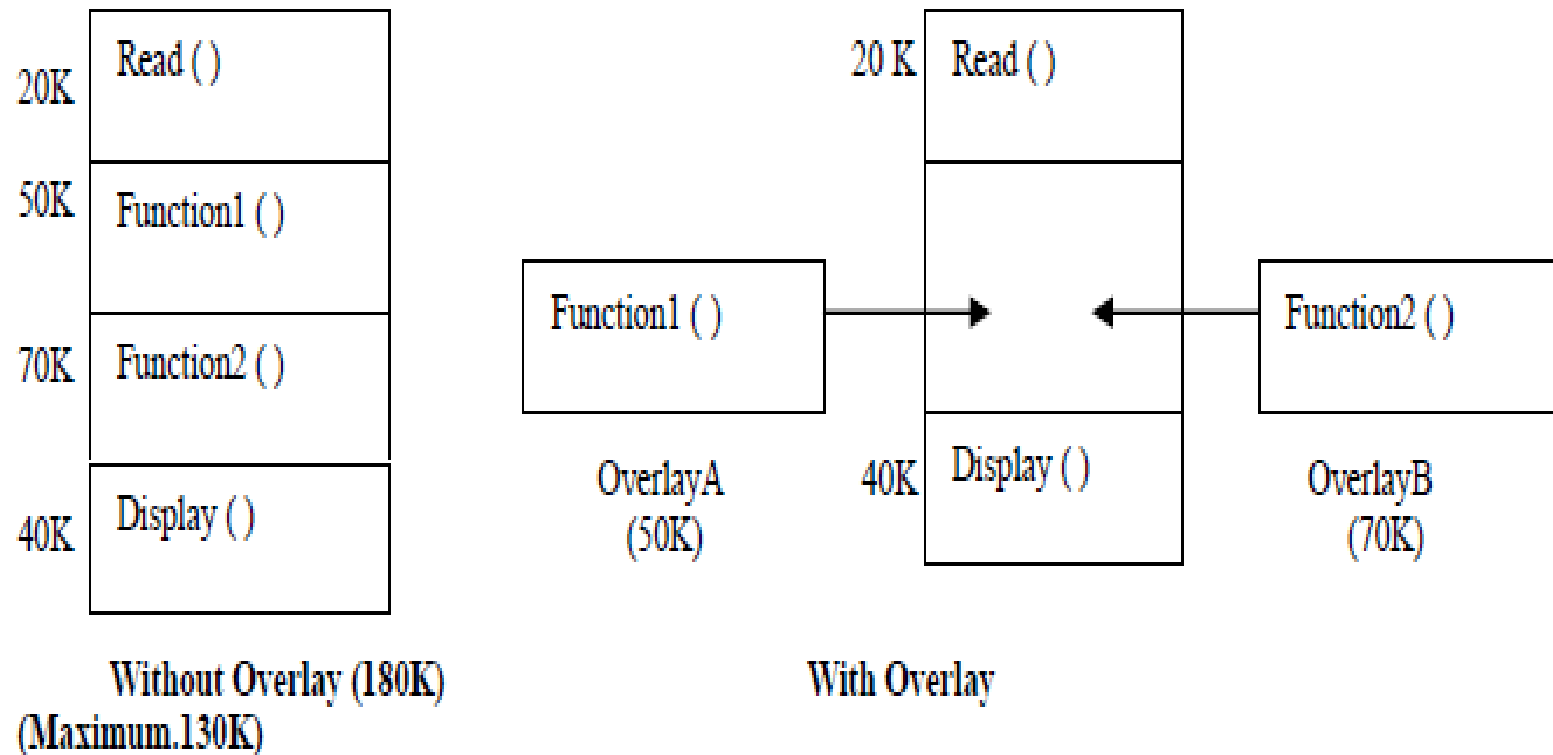 20K
Read ( )
50K
Function1 ( )
70K
Function2 ( )
40K
Display ( )
Without Overlay (180K)
(Maximum.130K)
20 K
Read ( )
Function1 ( )
OverlayA
(50K)
40K
Display ( )
Function2 ( )
OverlayB
(70K)
With Overlay